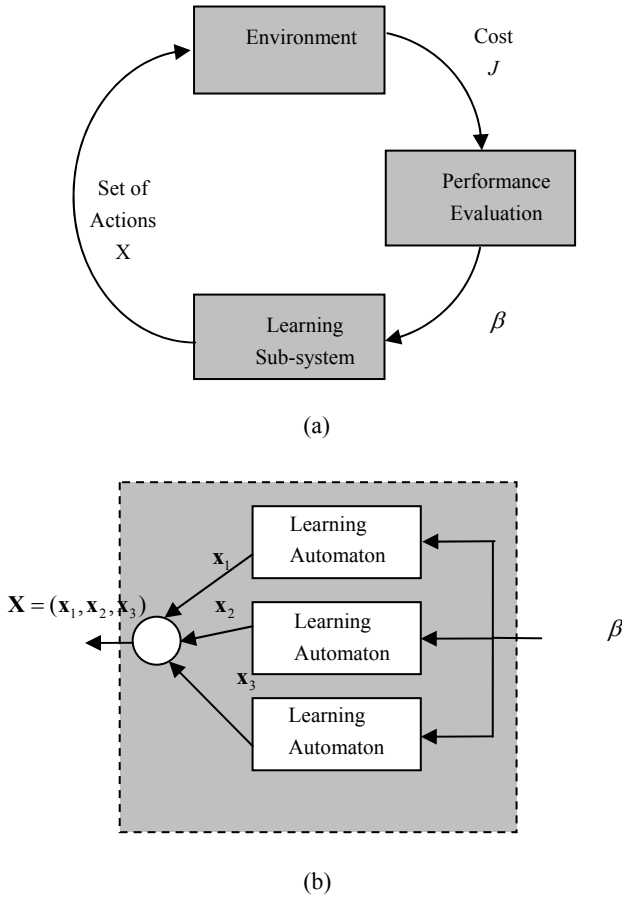 Environment
Cost
J
Performance
Evaluation
Set of
Actions
X
β
Learning
Sub-system
(a)
Learning
Automaton
x₁
X = (x₁, x₂, x₃)
x₂
Learning
Automaton
β
x₃
Learning
Automaton
(b)